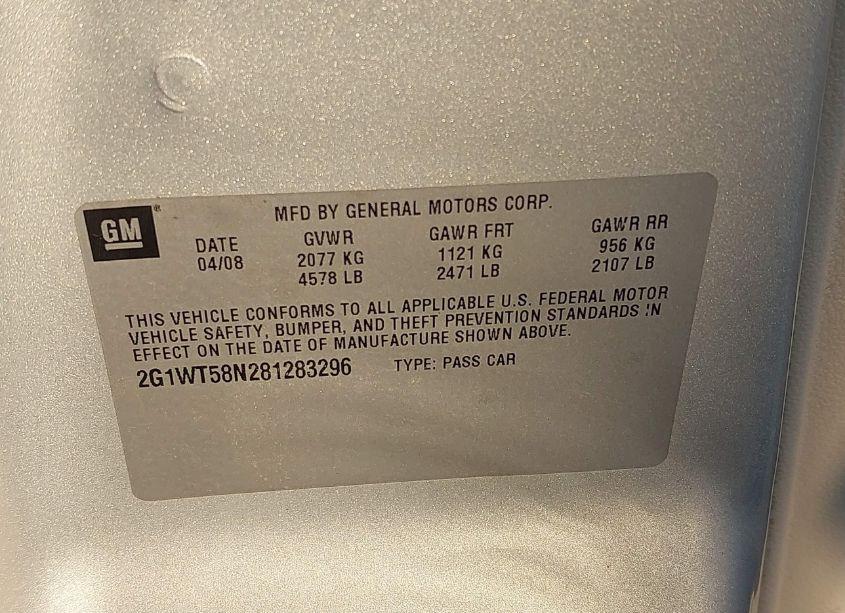 GM®
MFD BY GENERAL MOTORS CORP.
DATE GVWR GAWR FRT GAWR RR
04/08 2077 KG 1121 KG 956 KG
4578 LB 2471 LB 2107 LB
THIS VEHICLE CONFORMS TO ALL APPLICABLE U.S. FEDERAL MOTOR
VEHICLE SAFETY, BUMPER, AND THEFT PREVENTION STANDARDS IN
EFFECT ON THE DATE OF MANUFACTURE SHOWN ABOVE.
2G1WT58N281283296 TYPE: PASS CAR